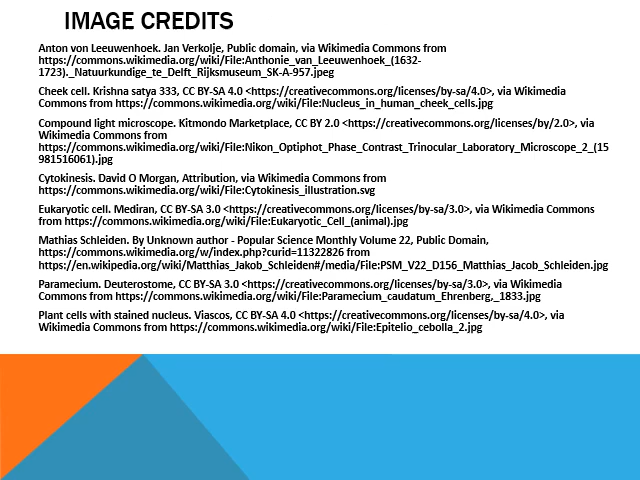 IMAGE CREDITS
Anton von Leeuwenhoek. Jan Verkolje, Public domain, via Wikimedia Commons from
https://commons.wikimedia.org/wiki/File:Anthonie_van_Leeuwenhoek_(1632-
1723)._Natuurkundige_te_Delft_Rijksmuseum_SK-A-957.jpeg
Cheek cell. Krishna satya 333, CC BY-SA 4.0 <https://creativecommons.org/licenses/by-sa/4.0>, via Wikimedia
Commons from https://commons.wikimedia.org/wiki/File:Nucleus_in_human_cheek_cells.jpg
Compound light microscope. Kitmondo Marketplace, CC BY 2.0 <https://creativecommons.org/licenses/by/2.0>, via
Wikimedia Commons from
https://commons.wikimedia.org/wiki/File:Nikon_Optiphot_Phase_Contrast_Trinocular_Laboratory_Microscope_2_(15
981516061).jpg
Cytokinesis. David O Morgan, Attribution, via Wikimedia Commons from
https://commons.wikimedia.org/wiki/File:Cytokinesis_illustration.svg
Eukaryotic cell. Mediran, CC BY-SA 3.0 <https://creativecommons.org/licenses/by-sa/3.0>, via Wikimedia Commons
from https://commons.wikimedia.org/wiki/File:Eukaryotic_Cell_(animal).jpg
Mathias Schleiden. By Unknown author - Popular Science Monthly Volume 22, Public Domain,
https://commons.wikimedia.org/w/index.php?curid=11322826 from
https://en.wikipedia.org/wiki/Matthias_Jakob_Schleiden#/media/File:PSM_V22_D156_Matthias_Jacob_Schleiden.jpg
Paramecium. Deuterostome, CC BY-SA 3.0 <https://creativecommons.org/licenses/by-sa/3.0>, via Wikimedia
Commons from https://commons.wikimedia.org/wiki/File:Paramecium_caudatum_Ehrenberg,_1833.jpg
Plant cells with stained nucleus. Viascos, CC BY-SA 4.0 <https://creativecommons.org/licenses/by-sa/4.0>, via
Wikimedia Commons from https://commons.wikimedia.org/wiki/File:Epitelio_cebolla_2.jpg